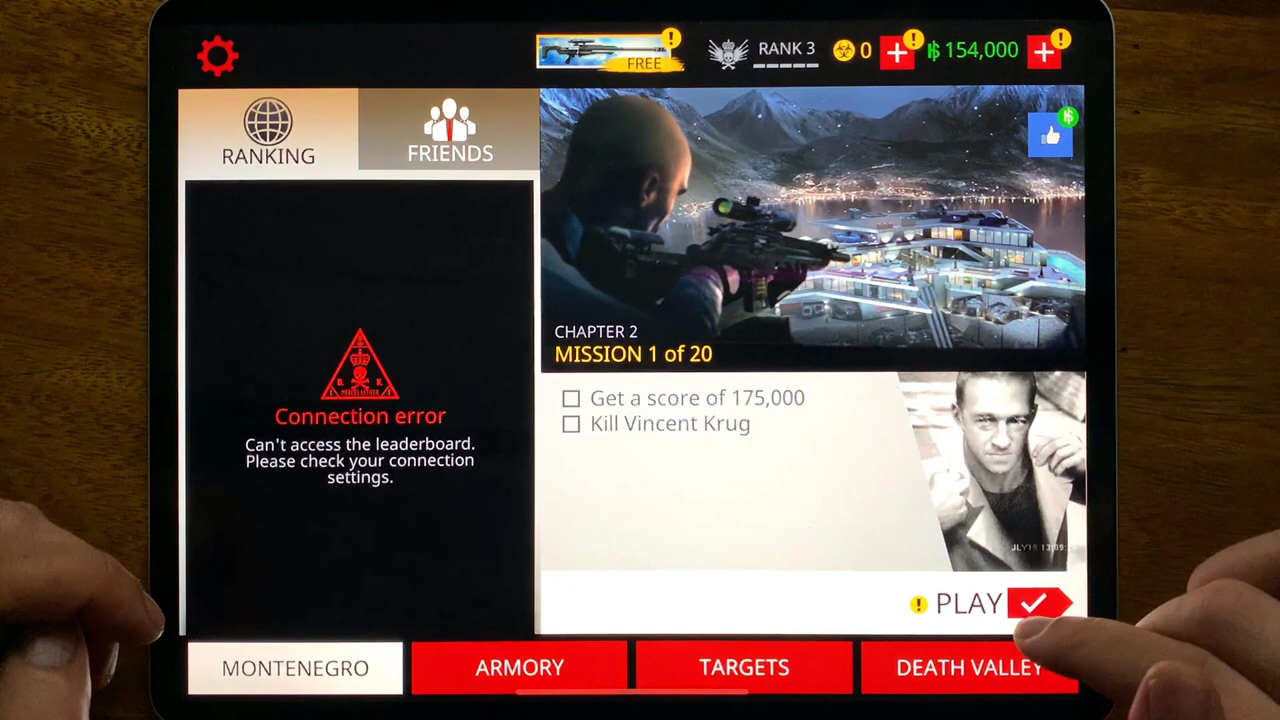 FREE
RANK 3
0
154,000
RANKING
FRIENDS
CHAPTER 2
MISSION 1 of 20
Connection error
Can't access the leaderboard.
Please check your connection
settings.
Get a score of 175,000
Kill Vincent Krug
PLAY
MONTENEGRO
ARMORY
TARGETS
DEATH VALLEY